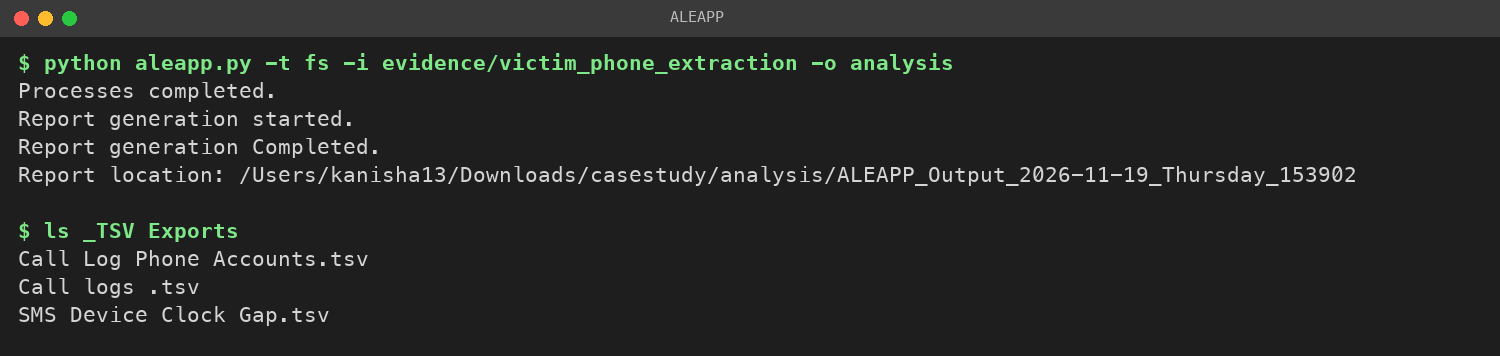 ALEAPP
$ python aleapp.py -t fs -i evidence/victim_phone_extraction -o analysis
Processes completed.
Report generation started.
Report generation Completed.
Report location: /Users/kanisha13/Downloads/casestudy/analysis/ALEAPP_Output_2026-11-19_Thursday_153902
$ ls _TSV Exports
Call Log Phone Accounts.tsv
Call logs .tsv
SMS Device Clock Gap.tsv